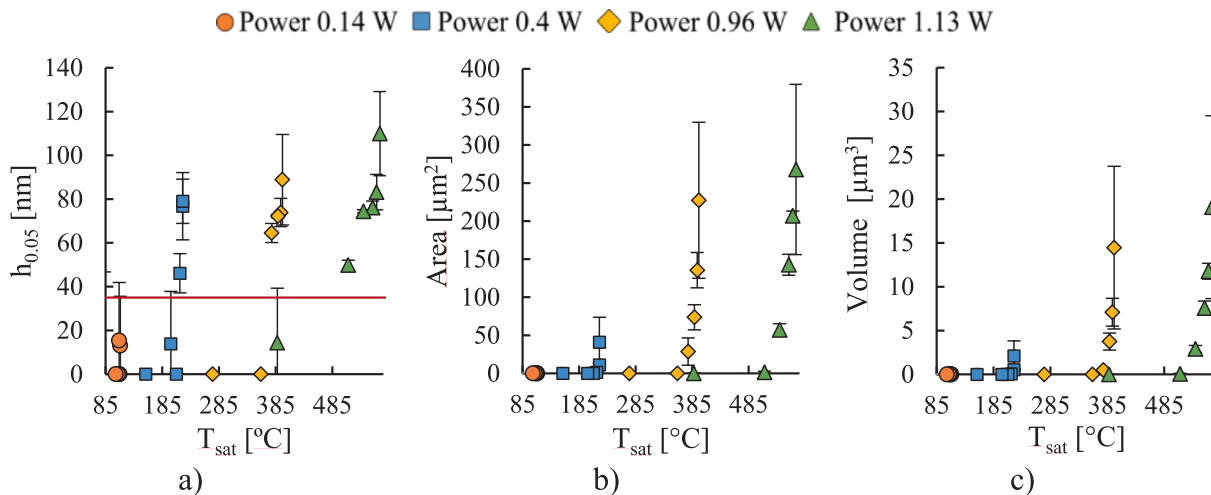 Power 0.14 W Power 0.4 W Power 0.96 W Power 1.13 W
h0.05 [nm]
140
120
100
80
60
40
20
0
85 185 285 385 485
Tsat [ºC]
a)
Area [µm²]
400
350
300
250
200
150
100
50
0
85 185 285 385 485
Tsat [°C]
b)
Volume [µm³]
35
30
25
20
15
10
5
0
85 185 285 385 485
Tsat [°C]
c)